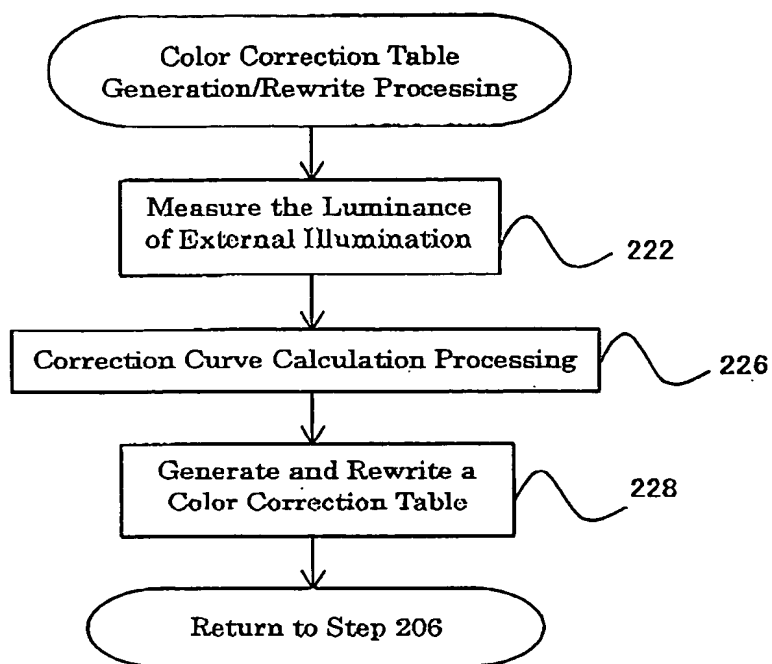 Color Correction Table
Generation/Rewrite Processing
Measure the Luminance
of External Illumination
222
Correction Curve Calculation Processing
226
Generate and Rewrite a
Color Correction Table
228
Return to Step 206